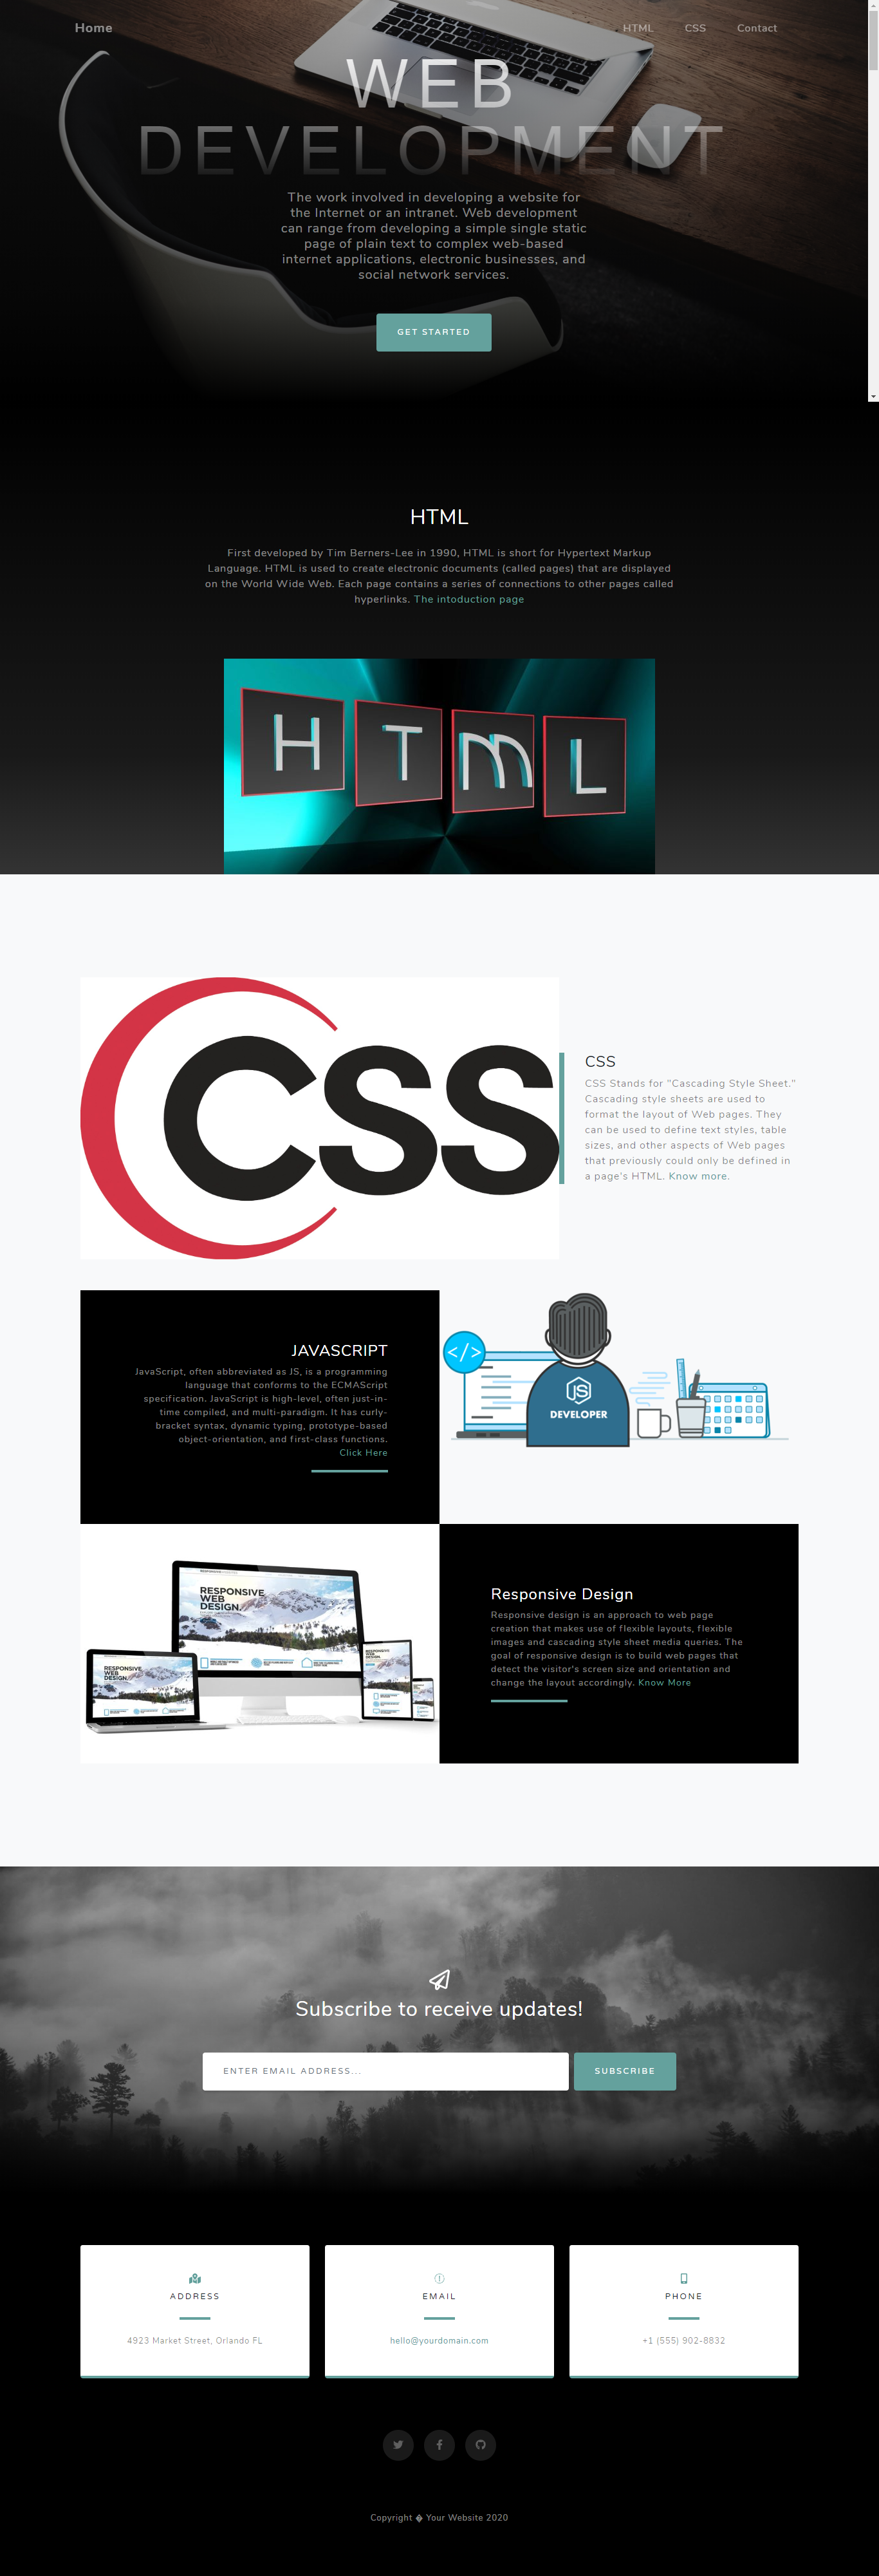 Home
HTML CSS Contact
WEB
DEVELOPMENT
The work involved in developing a website for
the Internet or an intranet. Web development
can range from developing a simple single static
page of plain text to complex web-based
internet applications, electronic businesses, and
social network services.
GET STARTED
HTML
First developed by Tim Berners-Lee in 1990, HTML is short for Hypertext Markup
Language. HTML is used to create electronic documents (called pages) that are displayed
on the World Wide Web. Each page contains a series of connections to other pages called
hyperlinks. The intoduction page
HTmL
CSS
CSS
CSS Stands for "Cascading Style Sheet."
Cascading style sheets are used to
format the layout of Web pages. They
can be used to define text styles, table
sizes, and other aspects of Web pages
that previously could only be defined in
a page's HTML. Know more.
JAVASCRIPT
JavaScript, often abbreviated as JS, is a programming
language that conforms to the ECMAScript
specification. JavaScript is high-level, often just-in-
time compiled, and multi-paradigm. It has curly-
bracket syntax, dynamic typing, prototype-based
object-orientation, and first-class functions.
Click Here
</>
JS
DEVELOPER
RESPONSIVE
WEB
DESIGN.
RESPONSIVE
WEB
DESIGN.
Responsive Design
Responsive design is an approach to web page
creation that makes use of flexible layouts, flexible
images and cascading style sheet media queries. The
goal of responsive design is to build web pages that
detect the visitor's screen size and orientation and
change the layout accordingly. Know More
Subscribe to receive updates!
ENTER EMAIL ADDRESS...
SUBSCRIBE
ADDRESS
4923 Market Street, Orlando FL
EMAIL
hello@yourdomain.com
PHONE
+1 (555) 902-8832
Copyright � Your Website 2020